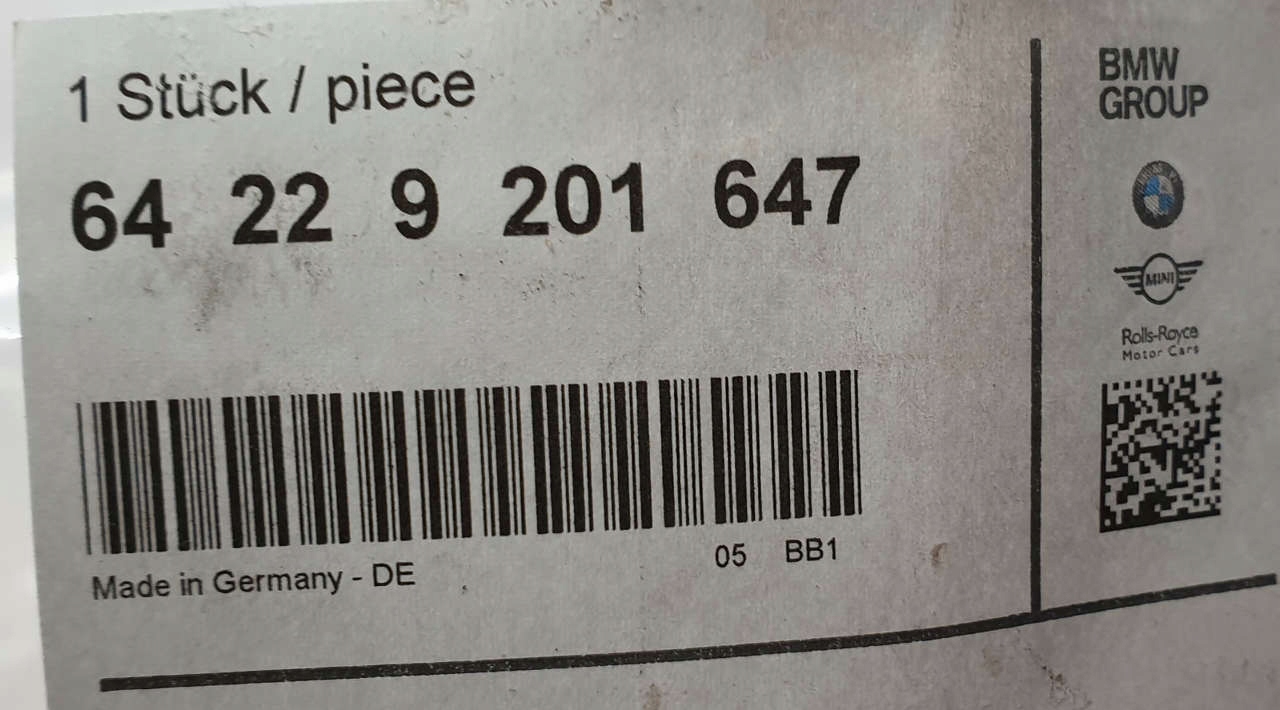 1 Stück / piece
64 22 9 201 647
Made in Germany - DE
05 BB1
BMW
GROUP
MINI
Rolls-Royce
Motor Cars